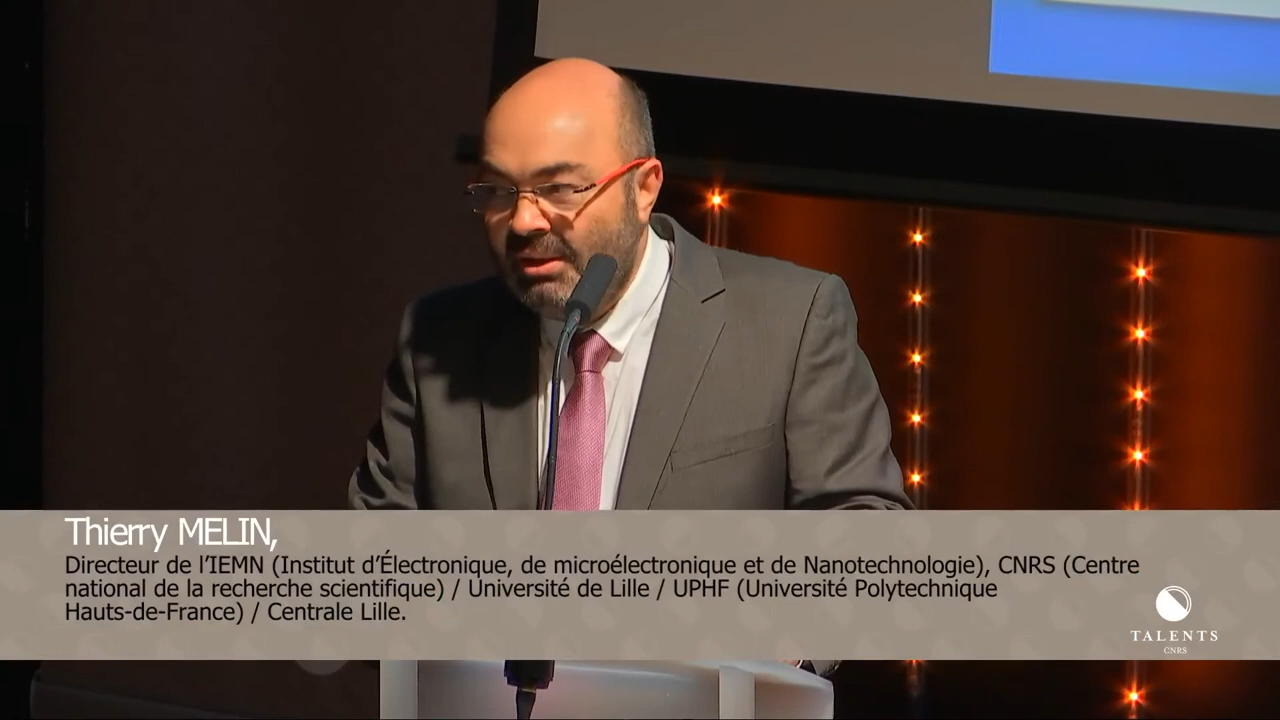 Thierry MELIN,
Directeur de l’IEMN (Institut d’Électronique, de microélectronique et de Nanotechnologie), CNRS (Centre
national de la recherche scientifique) / Université de Lille / UPHF (Université Polytechnique
Hauts-de-France) / Centrale Lille.
TALENTS
CNRS